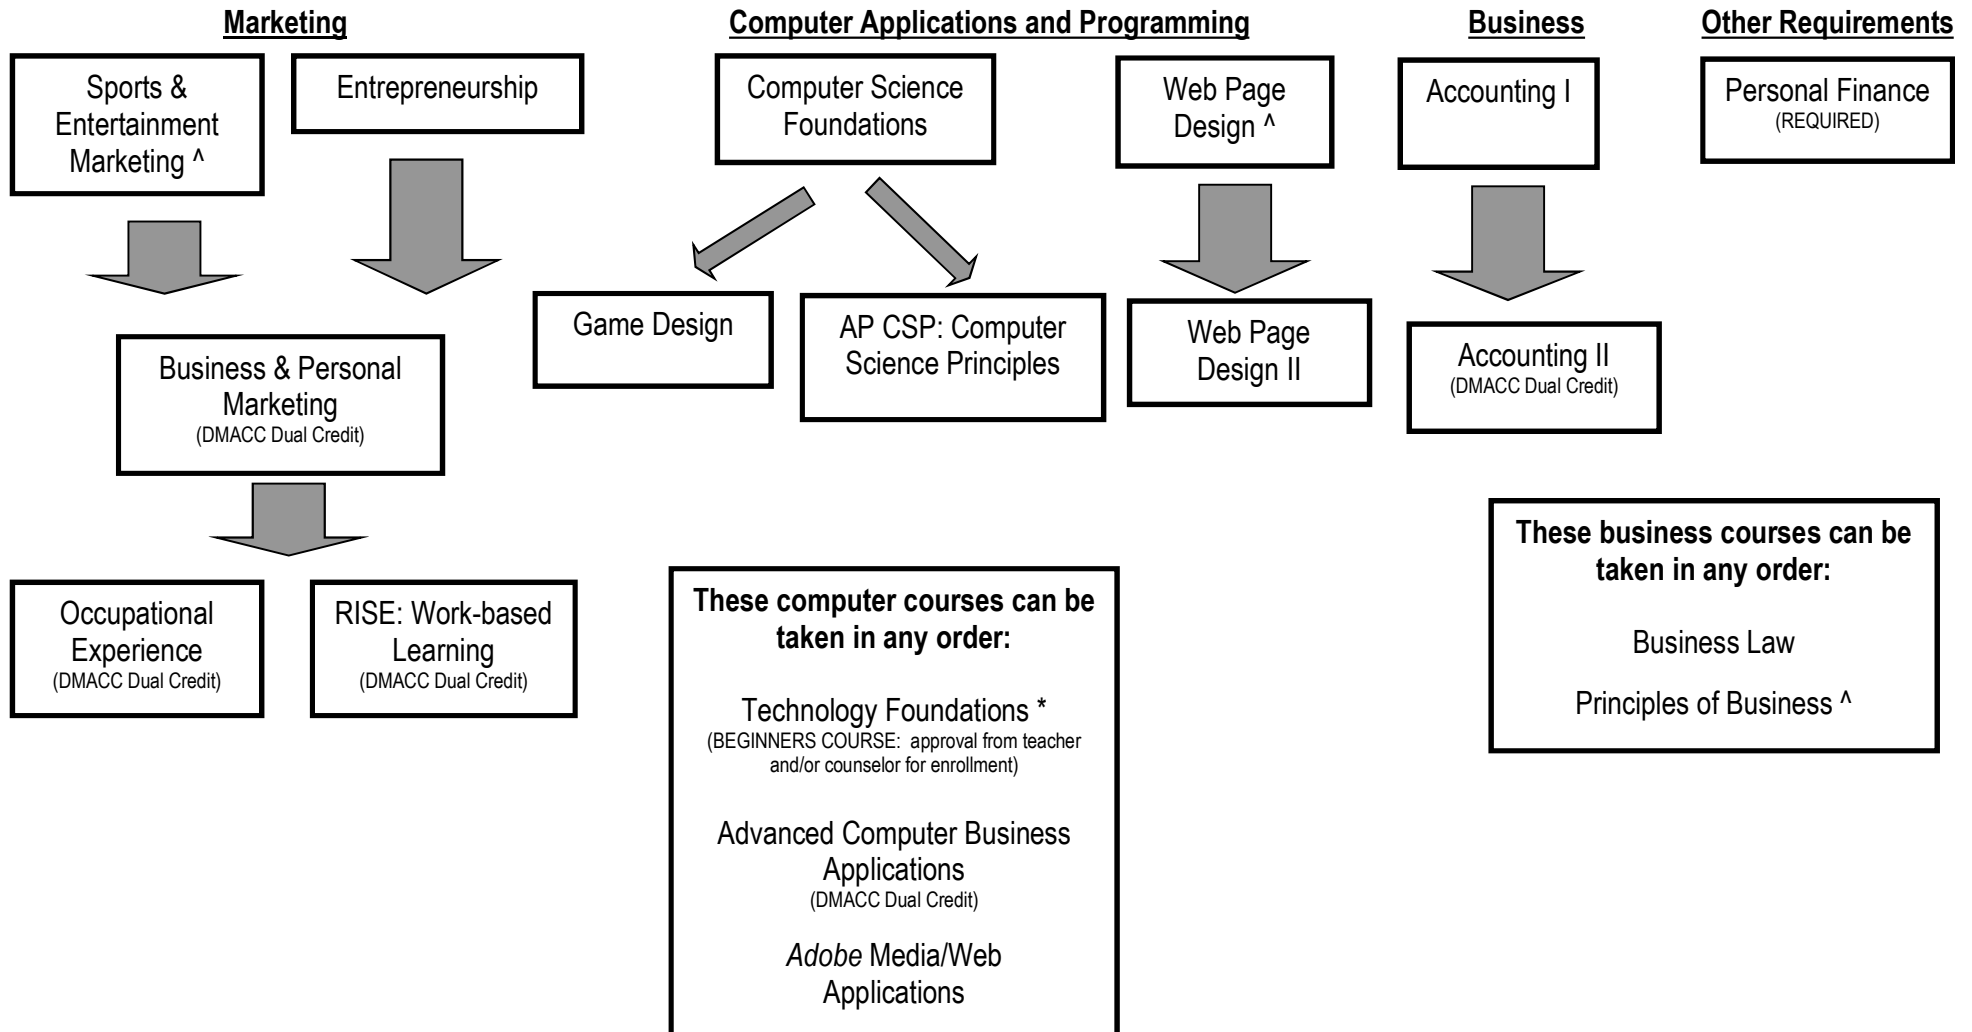 Marketing
Sports &
Entertainment
Marketing ^
Entrepreneurship
Business & Personal
Marketing
(DMACC Dual Credit)
Occupational
Experience
(DMACC Dual Credit)
RISE: Work-based
Learning
(DMACC Dual Credit)
Computer Applications and Programming
Computer Science
Foundations
Web Page
Design ^
Game Design
AP CSP: Computer
Science Principles
Web Page
Design II
These computer courses can be
taken in any order:
Technology Foundations *
(BEGINNERS COURSE: approval from teacher
and/or counselor for enrollment)
Advanced Computer Business
Applications
(DMACC Dual Credit)
Adobe Media/Web
Applications
Business
Accounting I
Accounting II
(DMACC Dual Credit)
These business courses can be
taken in any order:
Business Law
Principles of Business ^
Other Requirements
Personal Finance
(REQUIRED)